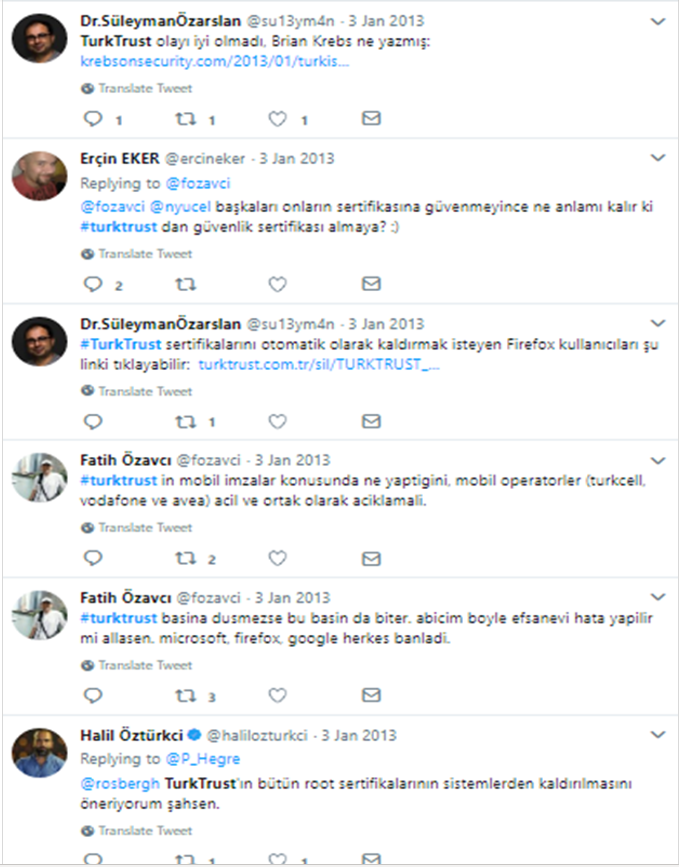 Dr.SüleymanÖzarslan @su13ym4n · 3 Jan 2013
TurkTrust olayı iyi olmadı, Brian Krebs ne yazmış:
krebsonsecurity.com/2013/01/turkis...
Translate Tweet
1 1 1
Erçin EKER @ercineker · 3 Jan 2013
Replying to @fozavci
@fozavci @nyucel başkaları onların sertifikasına güvenmeyince ne anlamı kalır ki
#turktrust dan güvenlik sertifikası almaya? :)
Translate Tweet
2
Dr.SüleymanÖzarslan @su13ym4n · 3 Jan 2013
#TurkTrust sertifikalarını otomatik olarak kaldırmak isteyen Firefox kullanıcıları şu
linki tıklayabilir: turktrust.com.tr/sil/TURKTRUST_...
Translate Tweet
1
Fatih Özavcı @fozavci · 3 Jan 2013
#turktrust in mobil imzalar konusunda ne yaptigini, mobil operatorler (turkcell,
vodafone ve avea) acil ve ortak olarak aciklamali.
Translate Tweet
2
Fatih Özavcı @fozavci · 3 Jan 2013
#turktrust basina dusmezse bu basin da biter. abicim boyle efsanevi hata yapilir
mi allasen. microsoft, firefox, google herkes banladi.
Translate Tweet
3
Halil Öztürkci @halilozturkci · 3 Jan 2013
Replying to @P_Hegre
@rosbergh TurkTrust'ın bütün root sertifikalarının sistemlerden kaldırılmasını
öneriyorum şahsen.
Translate Tweet
1 1